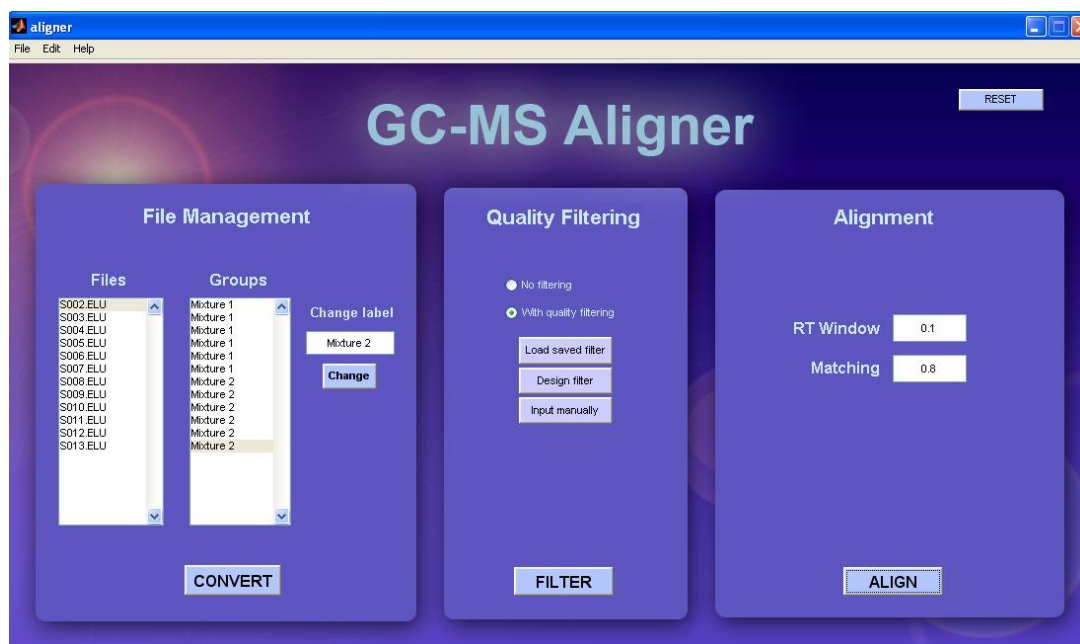 aligner
File Edit Help
RESET
GC-MS Aligner
File Management
Files
Groups
S002.ELU
S003.ELU
S004.ELU
S005.ELU
S006.ELU
S007.ELU
S008.ELU
S009.ELU
S010.ELU
S011.ELU
S012.ELU
S013.ELU
Mixture 1
Mixture 1
Mixture 1
Mixture 1
Mixture 1
Mixture 1
Mixture 2
Mixture 2
Mixture 2
Mixture 2
Mixture 2
Mixture 2
Change label
Mixture 2
Change
CONVERT
Quality Filtering
No filtering
With quality filtering
Load saved filter
Design filter
Input manually
FILTER
Alignment
RT Window 0.1
Matching 0.8
ALIGN